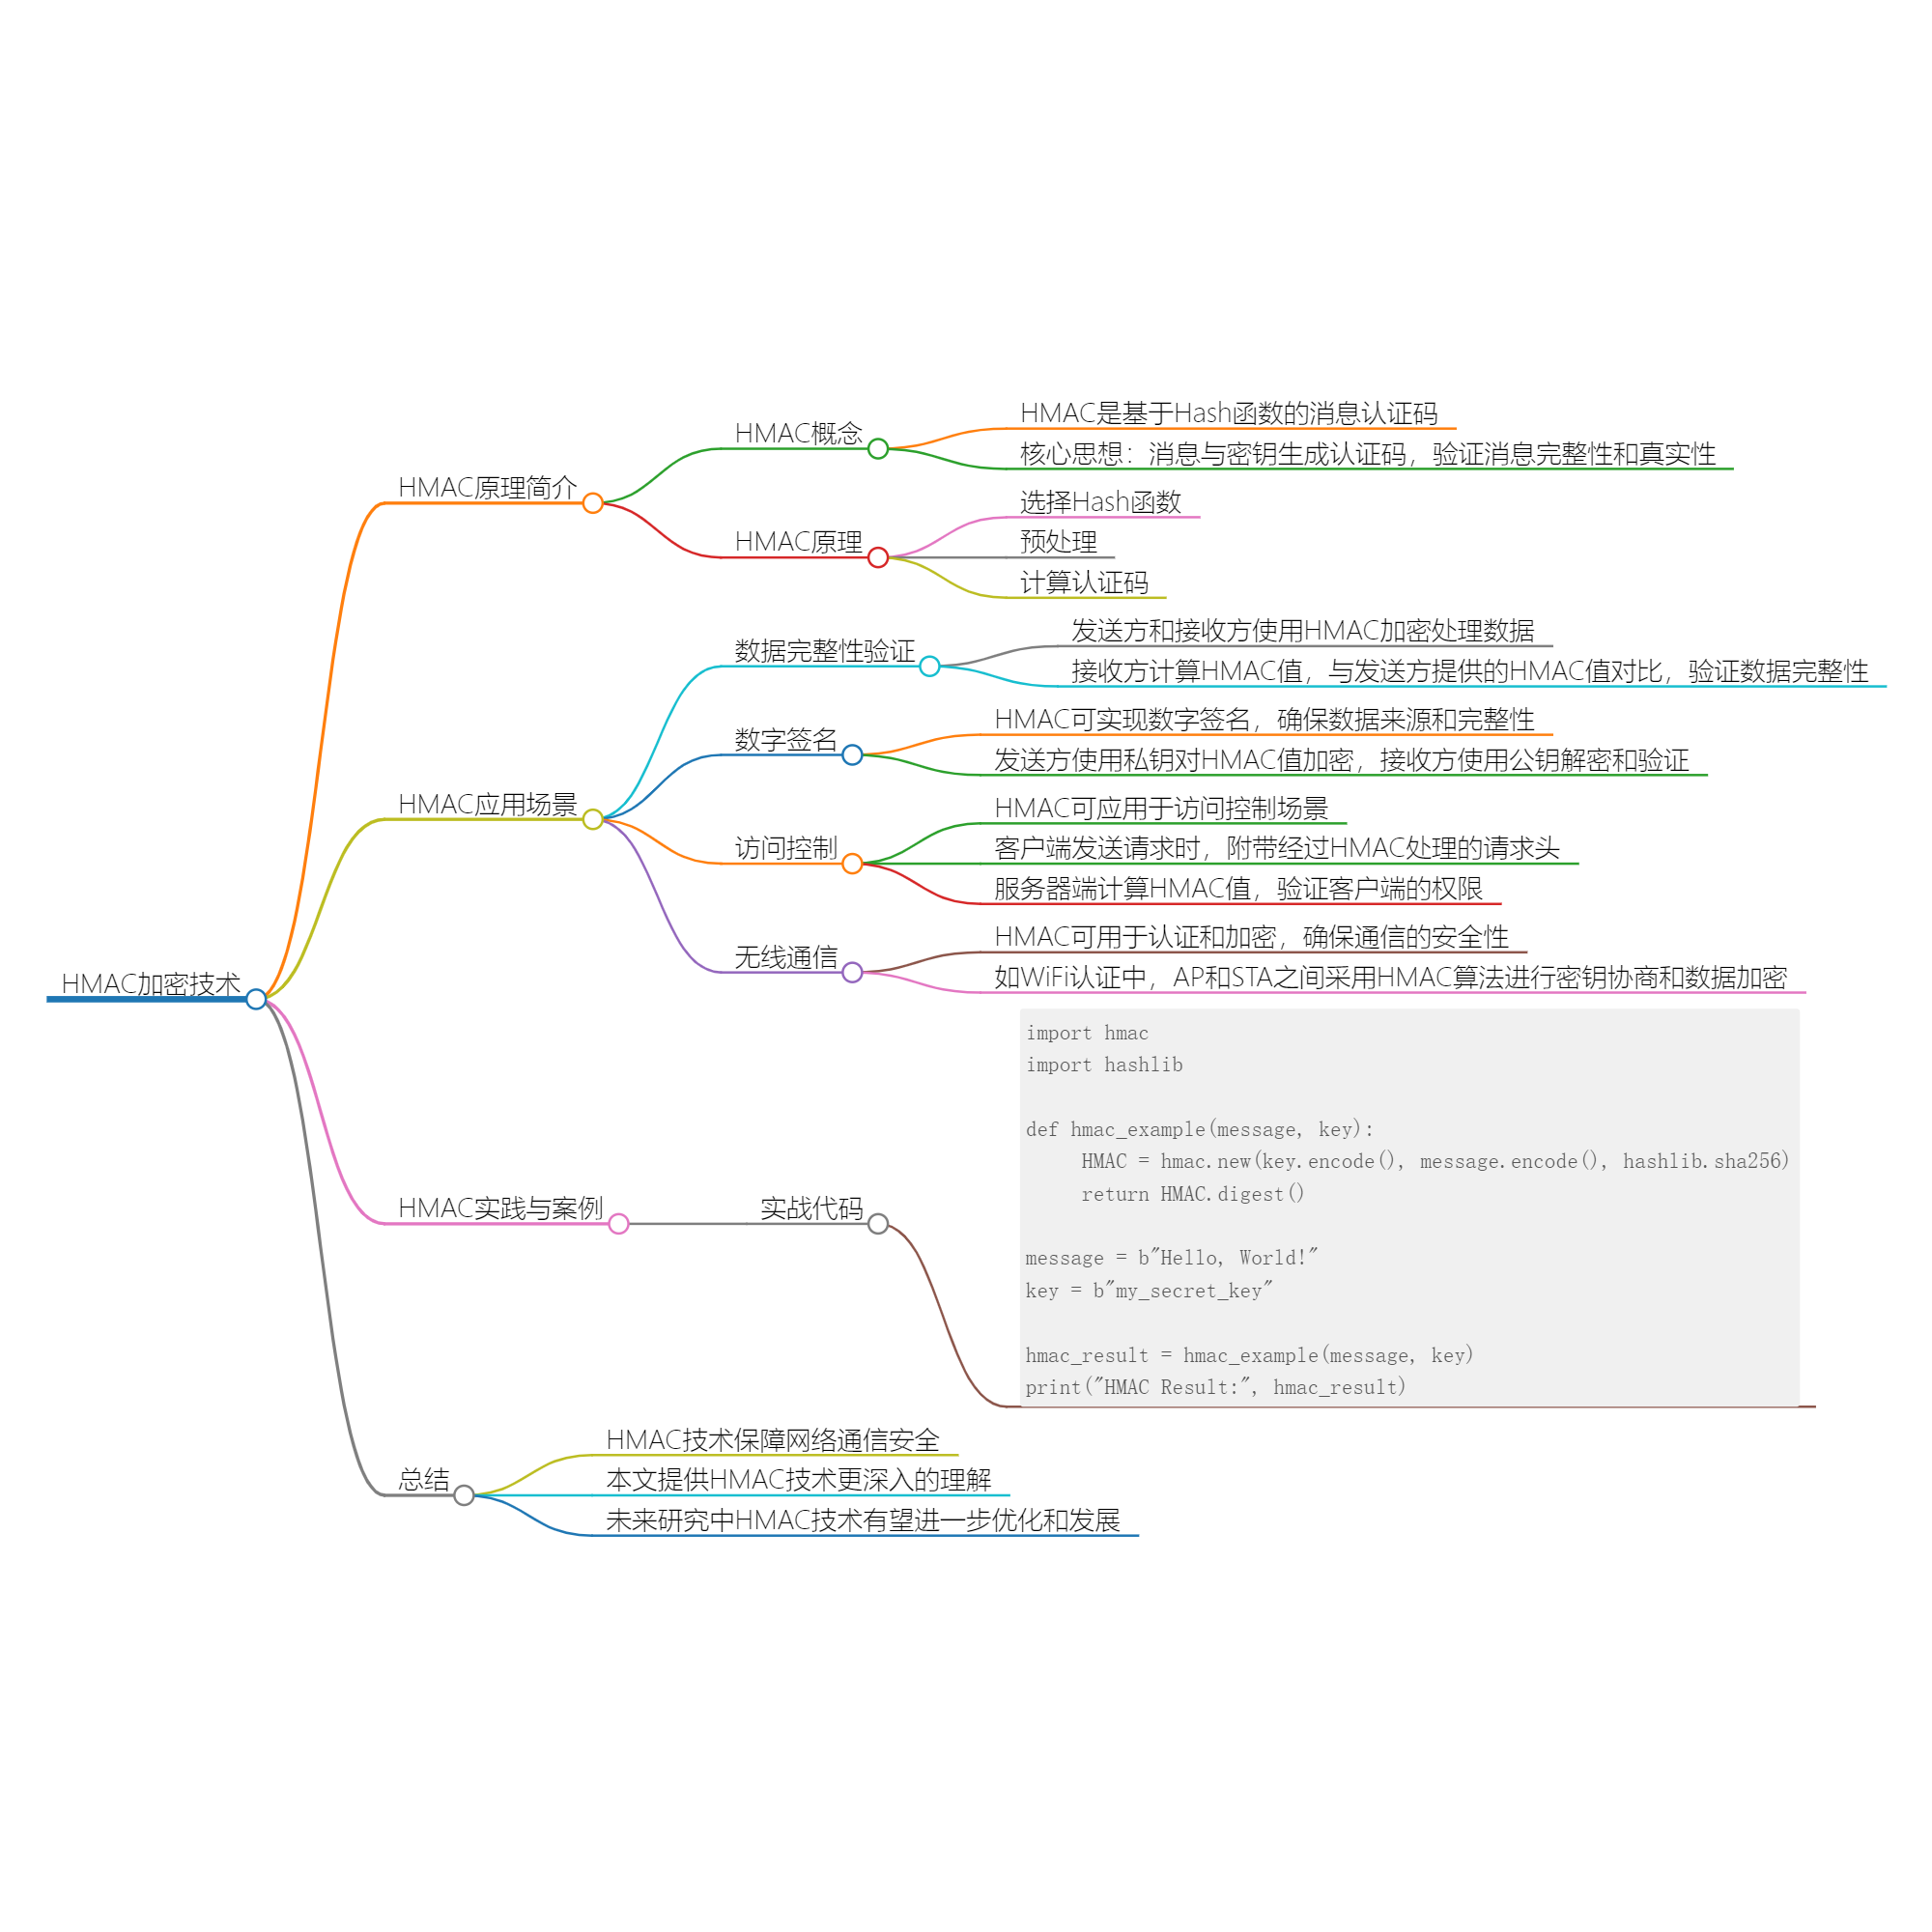 HMAC加密技术
HMAC原理简介
HMAC概念
HMAC是基于Hash函数的消息认证码
核心思想：消息与密钥生成认证码，验证消息完整性和真实性
HMAC原理
选择Hash函数
预处理
计算认证码
HMAC应用场景
数据完整性验证
发送方和接收方使用HMAC加密处理数据
接收方计算HMAC值，与发送方提供的HMAC值对比，验证数据完整性
数字签名
HMAC可实现数字签名，确保数据来源和完整性
发送方使用私钥对HMAC值加密，接收方使用公钥解密和验证
访问控制
HMAC可应用于访问控制场景
客户端发送请求时，附带经过HMAC处理的请求头
服务器端计算HMAC值，验证客户端的权限
无线通信
HMAC可用于认证和加密，确保通信的安全性
如WiFi认证中，AP和STA之间采用HMAC算法进行密钥协商和数据加密
HMAC实践与案例
实战代码
import hmac
import hashlib
def hmac_example(message, key):
HMAC = hmac.new(key.encode(), message.encode(), hashlib.sha256)
return HMAC.digest()
message = b"Hello, World!"
key = b"my_secret_key"
hmac_result = hmac_example(message, key)
print("HMAC Result:", hmac_result)
总结
HMAC技术保障网络通信安全
本文提供HMAC技术更深入的理解
未来研究中HMAC技术有望进一步优化和发展